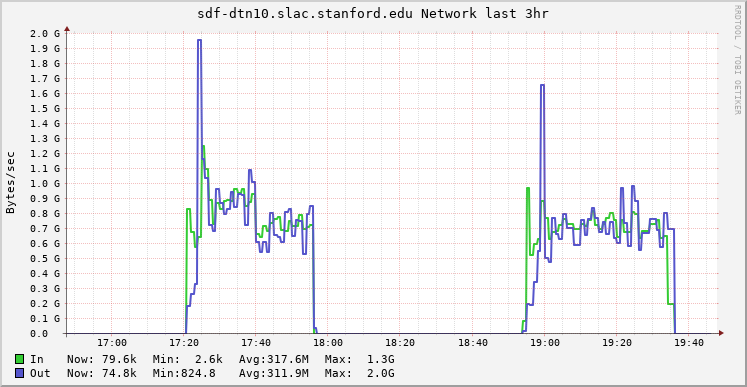 sdf-dtn10.slac.stanford.edu Network last 3hr
RRDTOOL / TOBI OETIKER
Bytes/sec
2.0 G
1.9 G
1.8 G
1.7 G
1.6 G
1.5 G
1.4 G
1.3 G
1.2 G
1.1 G
1.0 G
0.9 G
0.8 G
0.7 G
0.6 G
0.5 G
0.4 G
0.3 G
0.2 G
0.1 G
0.0
17:00 17:20 17:40 18:00 18:20 18:40 19:00 19:20 19:40
In Now: 79.6k Min: 2.6k Avg:317.6M Max: 1.3G
Out Now: 74.8k Min:824.8 Avg:311.9M Max: 2.0G